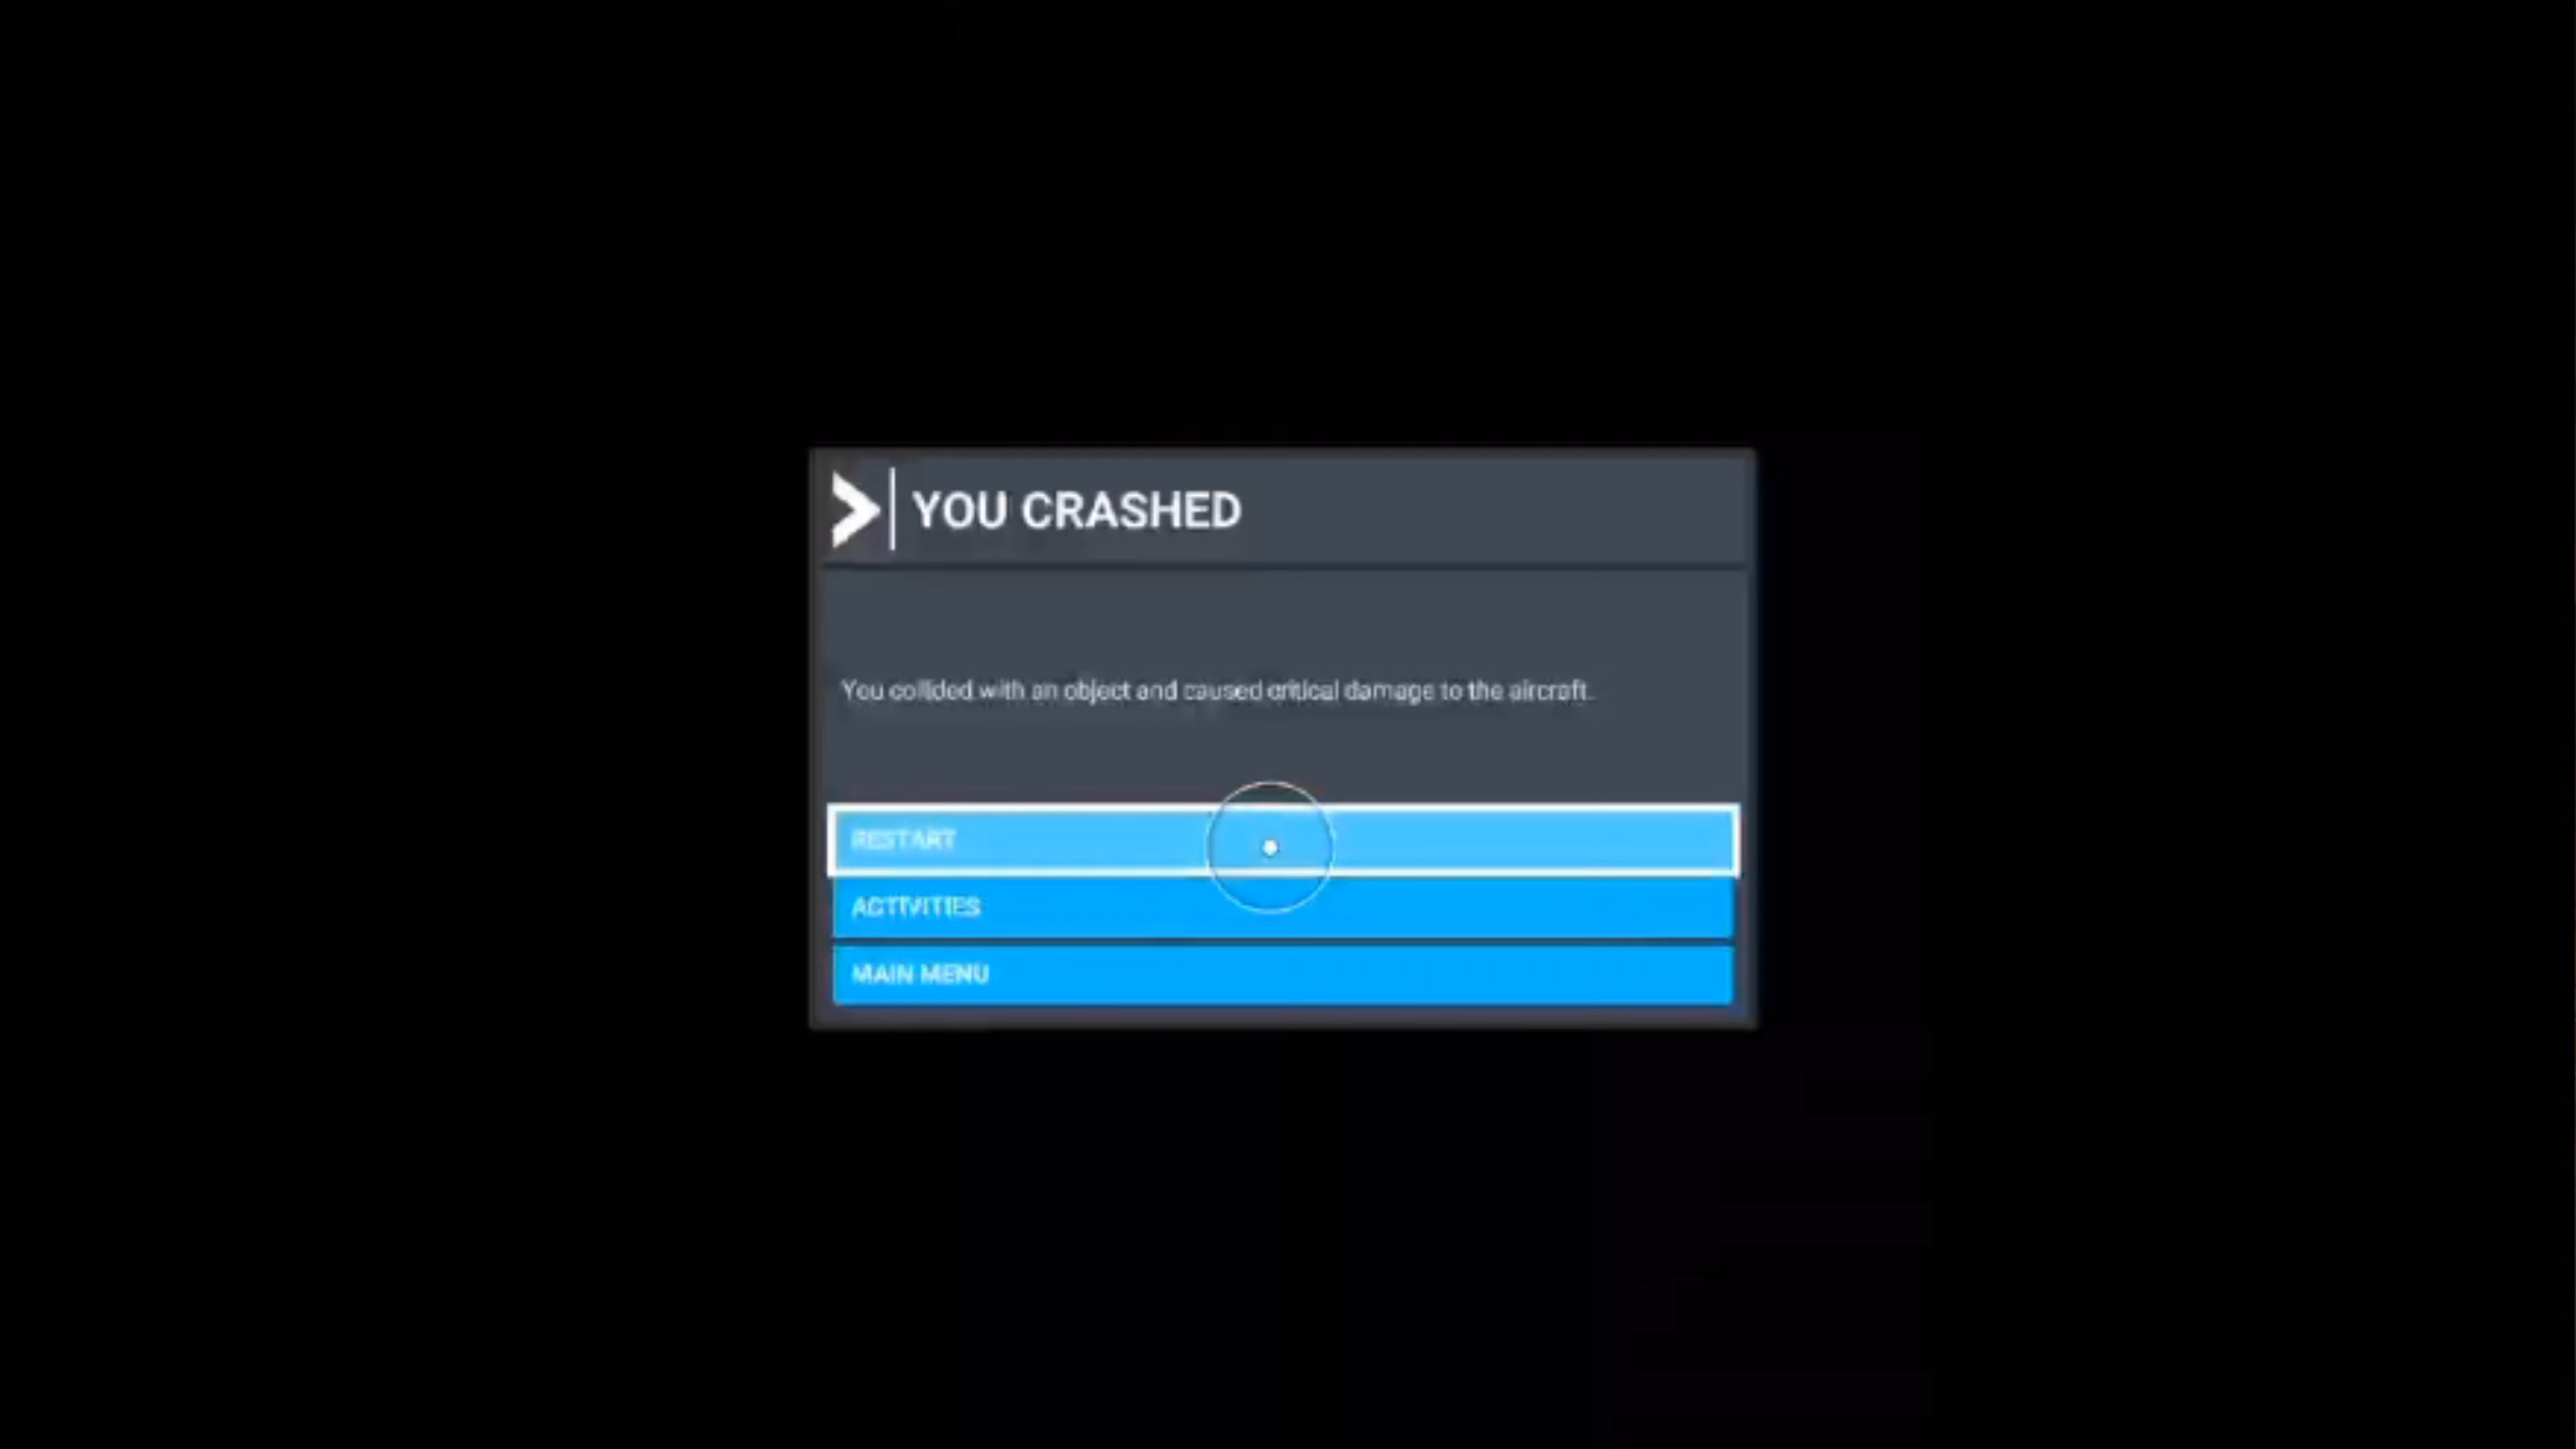 YOU CRASHED
You collided with an object and caused critical damage to the aircraft.
RESTART
ACTIVITIES
MAIN MENU